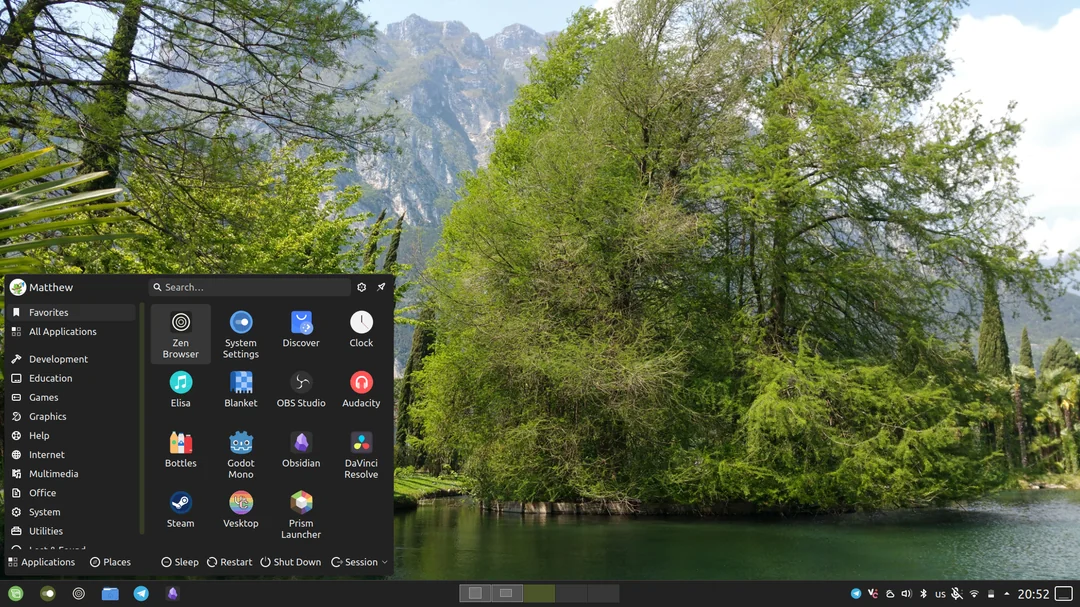 Matthew
Search...
Favorites
All Applications
Development
Education
Games
Graphics
Help
Internet
Multimedia
Office
System
Utilities
Lost & Found
Zen Browser
System Settings
Discover
Clock
Elisa
Blanket
OBS Studio
Audacity
Bottles
Godot Mono
Obsidian
DaVinci Resolve
Steam
Vesktop
Prism Launcher
Applications
Places
Sleep
Restart
Shut Down
Session
us
20:52